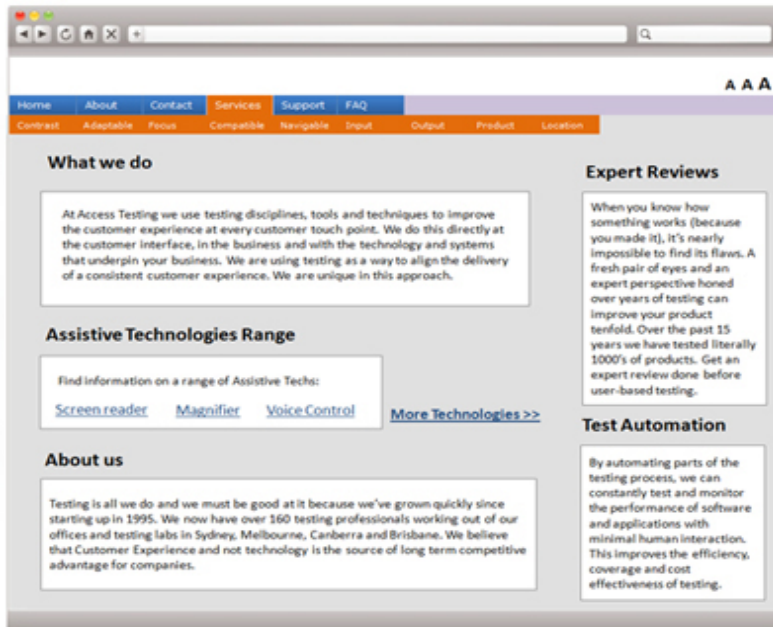 A A A
Home About Contact Services Support FAQ
Contrast Adaptable Focus Compatible Navigable Input Output Product Location
What we do
At Access Testing we use testing disciplines, tools and techniques to improve
the customer experience at every customer touch point. We do this directly at
the customer interface, in the business and with the technology and systems
that underpin your business. We are using testing as a way to align the delivery
of a consistent customer experience. We are unique in this approach.
Assistive Technologies Range
Find information on a range of Assistive Techs:
Screen reader Magnifier Voice Control
More Technologies >>
About us
Testing is all we do and we must be good at it because we've grown quickly since
starting up in 1995. We now have over 160 testing professionals working out of our
offices and testing labs in Sydney, Melbourne, Canberra and Brisbane. We believe
that Customer Experience and not technology is the source of long term competitive
advantage for companies.
Expert Reviews
When you know how
something works (because
you made it), it's nearly
impossible to find its flaws. A
fresh pair of eyes and an
expert perspective honed
over years of testing can
improve your product
tenfold. Over the past 15
years we have tested literally
1000's of products. Get an
expert review done before
user-based testing.
Test Automation
By automating parts of the
testing process, we can
constantly test and monitor
the performance of software
and applications with
minimal human interaction.
This improves the efficiency,
coverage and cost
effectiveness of testing.